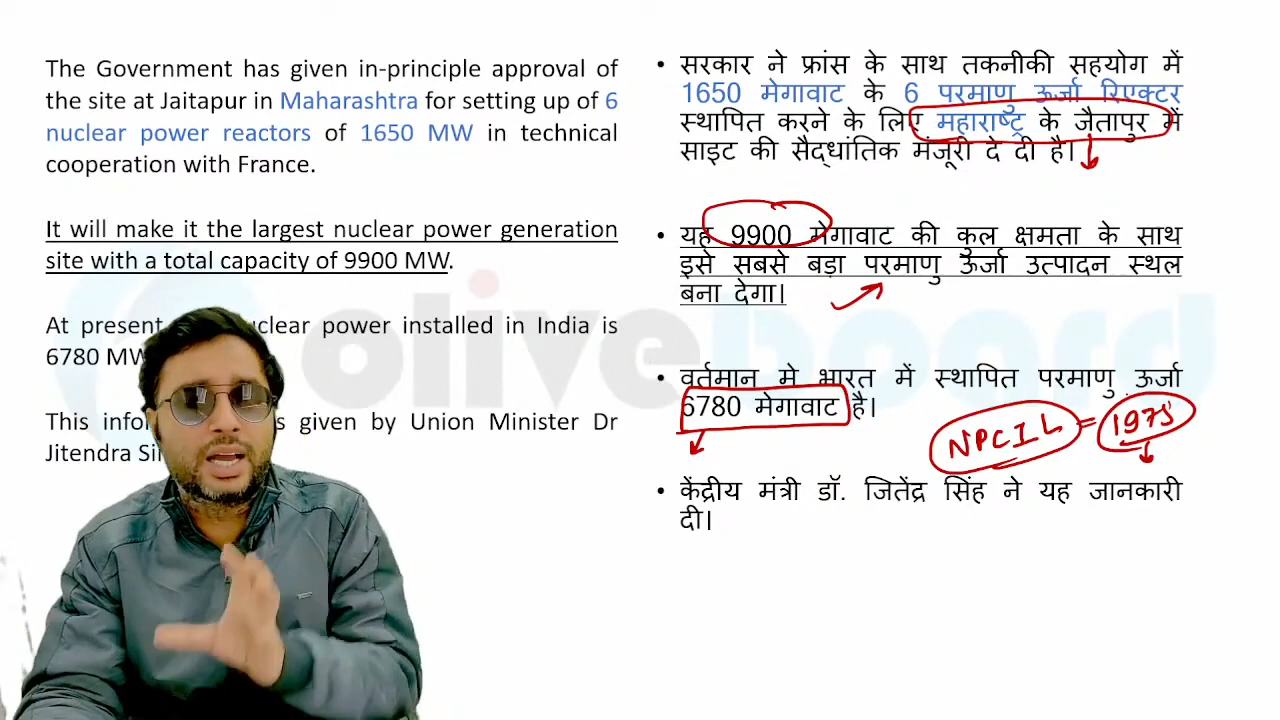 The Government has given in-principle approval of
the site at Jaitapur in Maharashtra for setting up of 6
nuclear power reactors of 1650 MW in technical
cooperation with France.
It will make it the largest nuclear power generation
site with a total capacity of 9900 MW.
At present nuclear power installed in India is
6780 MW
This given by Union Minister Dr
Jitendra
• सरकार ने फ्रांस के साथ तकनीकी सहयोग में
1650 मेगावाट के 6 परमाणु ऊर्जा रिएक्टर
स्थापित करने के लिए महाराष्ट्र के जैतापुर में
साइट की सैद्धांतिक मंजूरी दे दी है।
• यह 9900 मेगावाट की कुल क्षमता के साथ
इसे सबसे बड़ा परमाणु ऊर्जा उत्पादन स्थल
बना देगा।
• वर्तमान मे भारत में स्थापित परमाणु ऊर्जा
6780 मेगावाट है।
NPCIL = 1975
• केंद्रीय मंत्री डॉ. जितेंद्र सिंह ने यह जानकारी
दी।
oliveboard